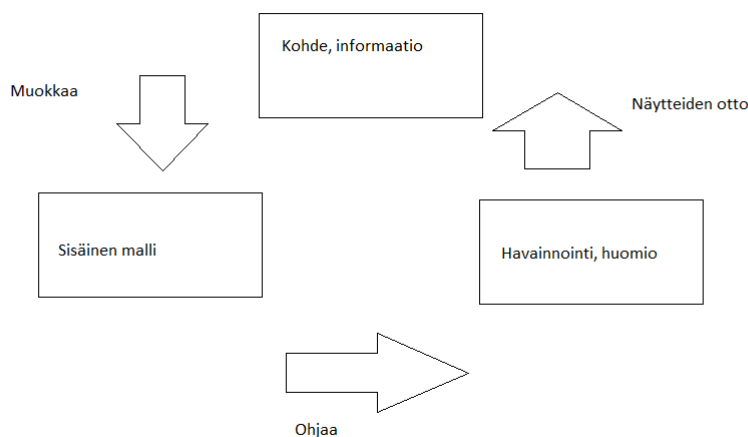 Kohde, informaatio
Muokkaa
Näytteiden otto
Sisäinen malli
Havainnointi, huomio
Ohjaa